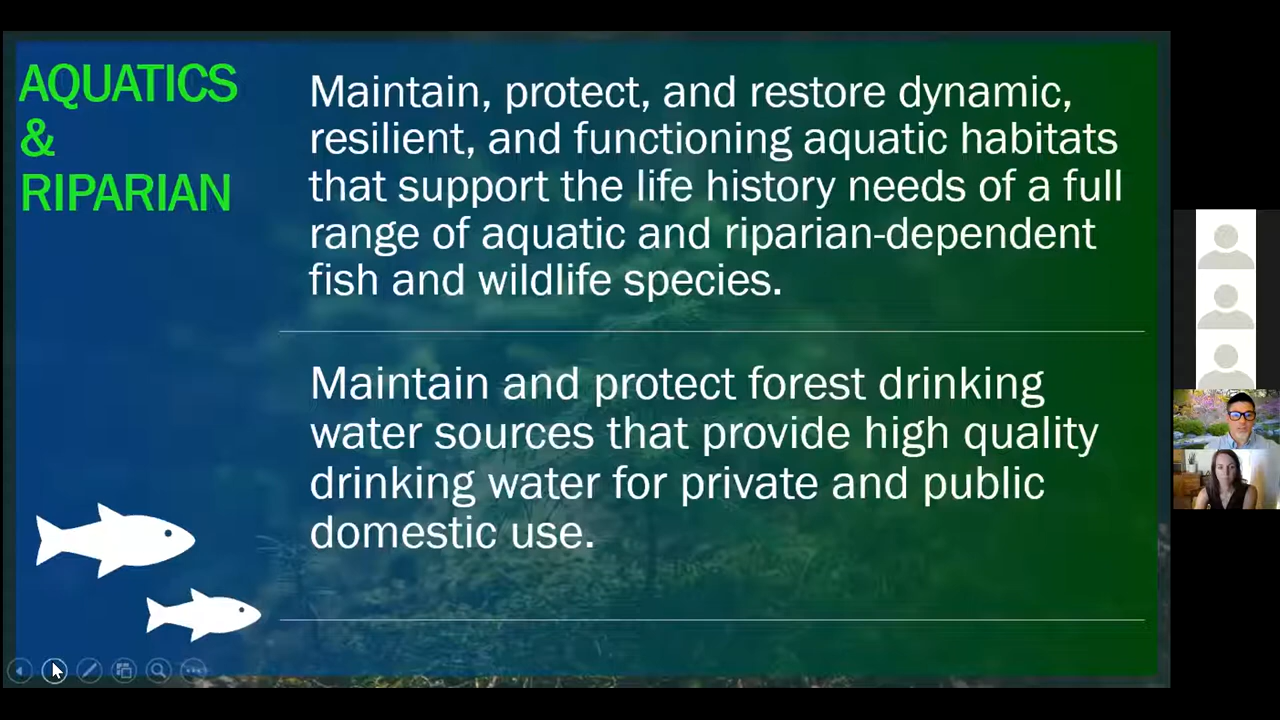 AQUATICS
&
RIPARIAN
Maintain, protect, and restore dynamic,
resilient, and functioning aquatic habitats
that support the life history needs of a full
range of aquatic and riparian-dependent
fish and wildlife species.
Maintain and protect forest drinking
water sources that provide high quality
drinking water for private and public
domestic use.